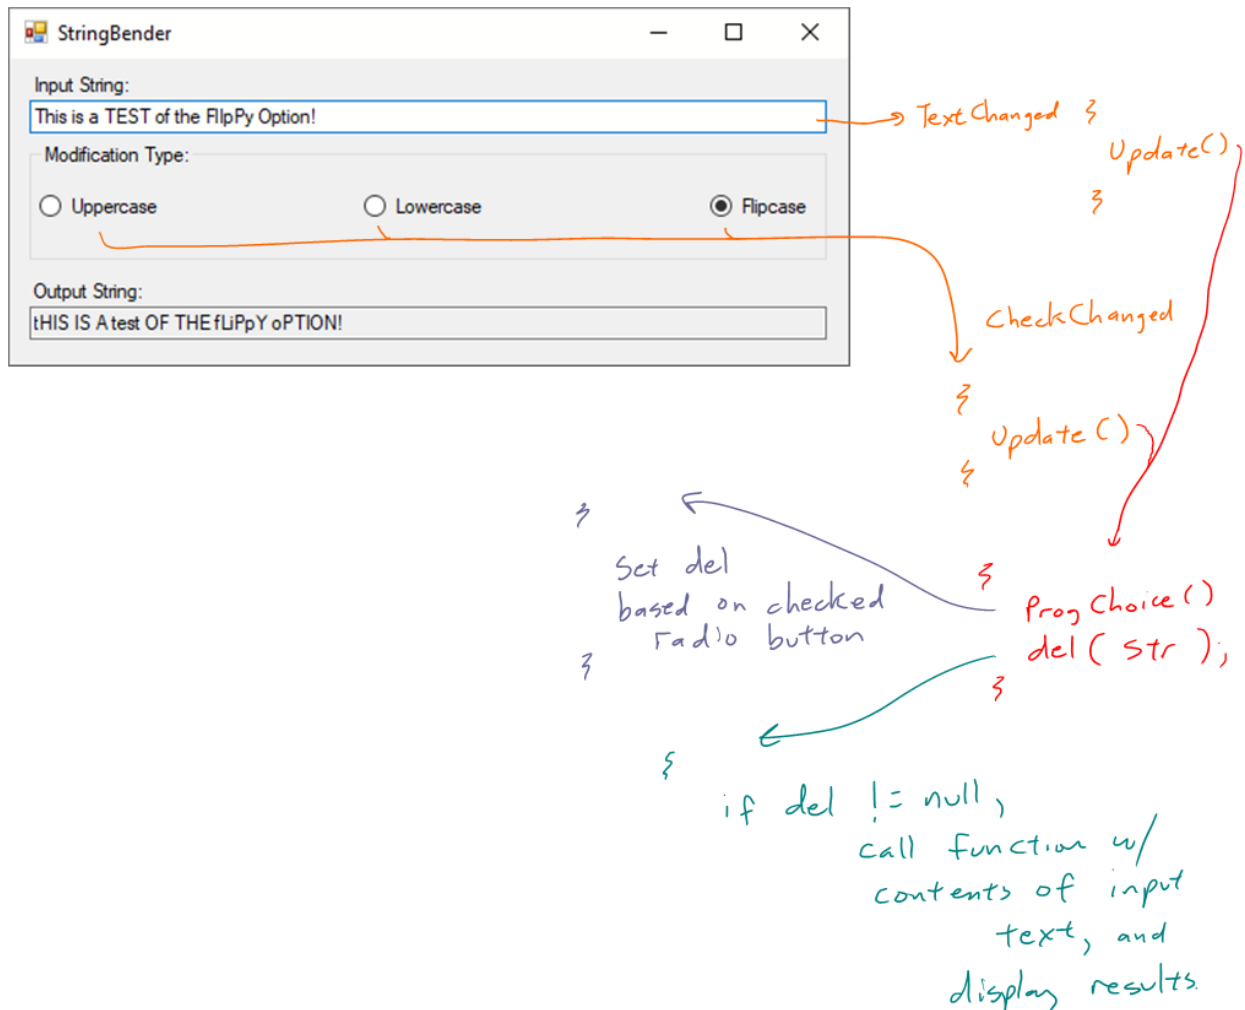 StringBender
Input String:
This is a TEST of the FlIpPy Option!
Modification Type:
Uppercase
Lowercase
Flipcase
Output String:
tHIS IS A test OF THE fLiPpY oPTION!
TextChanged {
Update()
}
CheckChanged
{
Update()
}
{
ProgChoice()
del( str );
}
{
Set del
based on checked
radio button
}
{
if del != null,
call function w/
contents of input
text, and
display results.